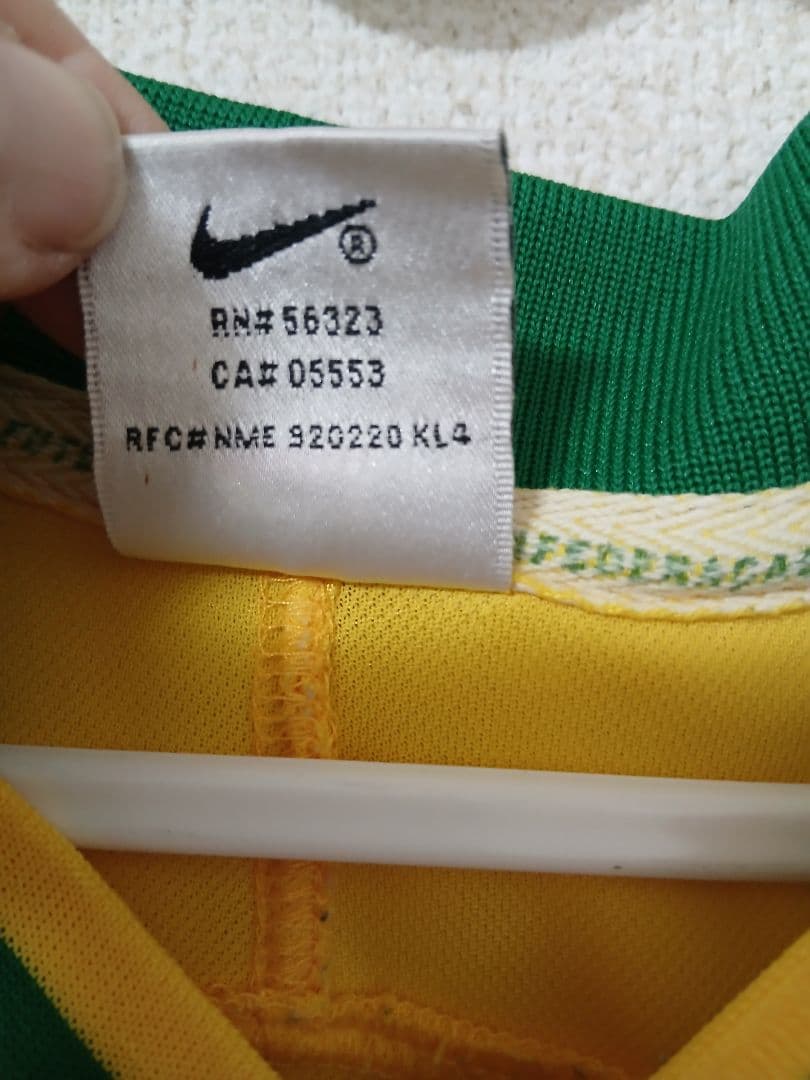 ®
RN# 56323
CA# 05553
RFC# NME 920220 KL4